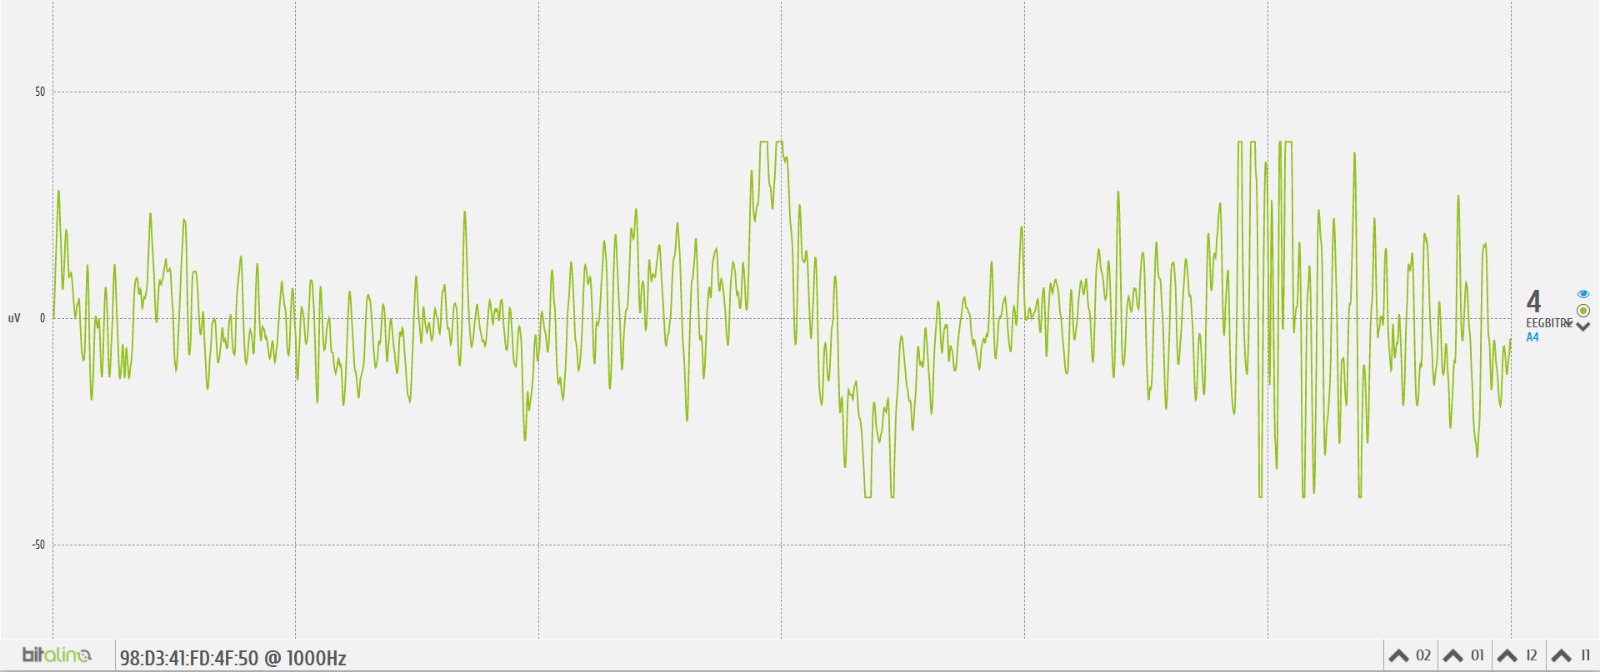 50
uV
0
-50
4
EEGBITRE
A4
bitalino
98:D3:41:FD:4F:50 @ 1000Hz
O2
O1
I2
I1